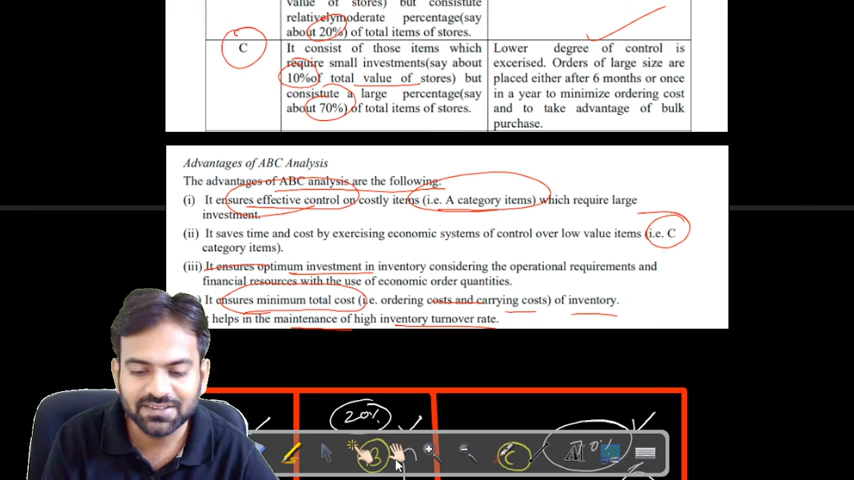 value of stores) but consistute
relativelymoderate percentage(say
about 20%) of total items of stores.
C
It consist of those items which
require small investments(say about
10%of total value of stores) but
consistute a large percentage(say
about 70%) of total items of stores.
Lower degree of control is
excerised. Orders of large size are
placed either after 6 months or once
in a year to minimize ordering cost
and to take advantage of bulk
purchase.
Advantages of ABC Analysis
The advantages of ABC analysis are the following:
(i) It ensures effective control on costly items (i.e. A category items) which require large
investment.
(ii) It saves time and cost by exercising economic systems of control over low value items (i.e. C
category items).
(iii) It ensures optimum investment in inventory considering the operational requirements and
financial resources with the use of economic order quantities.
It ensures minimum total cost (i.e. ordering costs and carrying costs) of inventory.
helps in the maintenance of high inventory turnover rate.
20%
B
C
70%